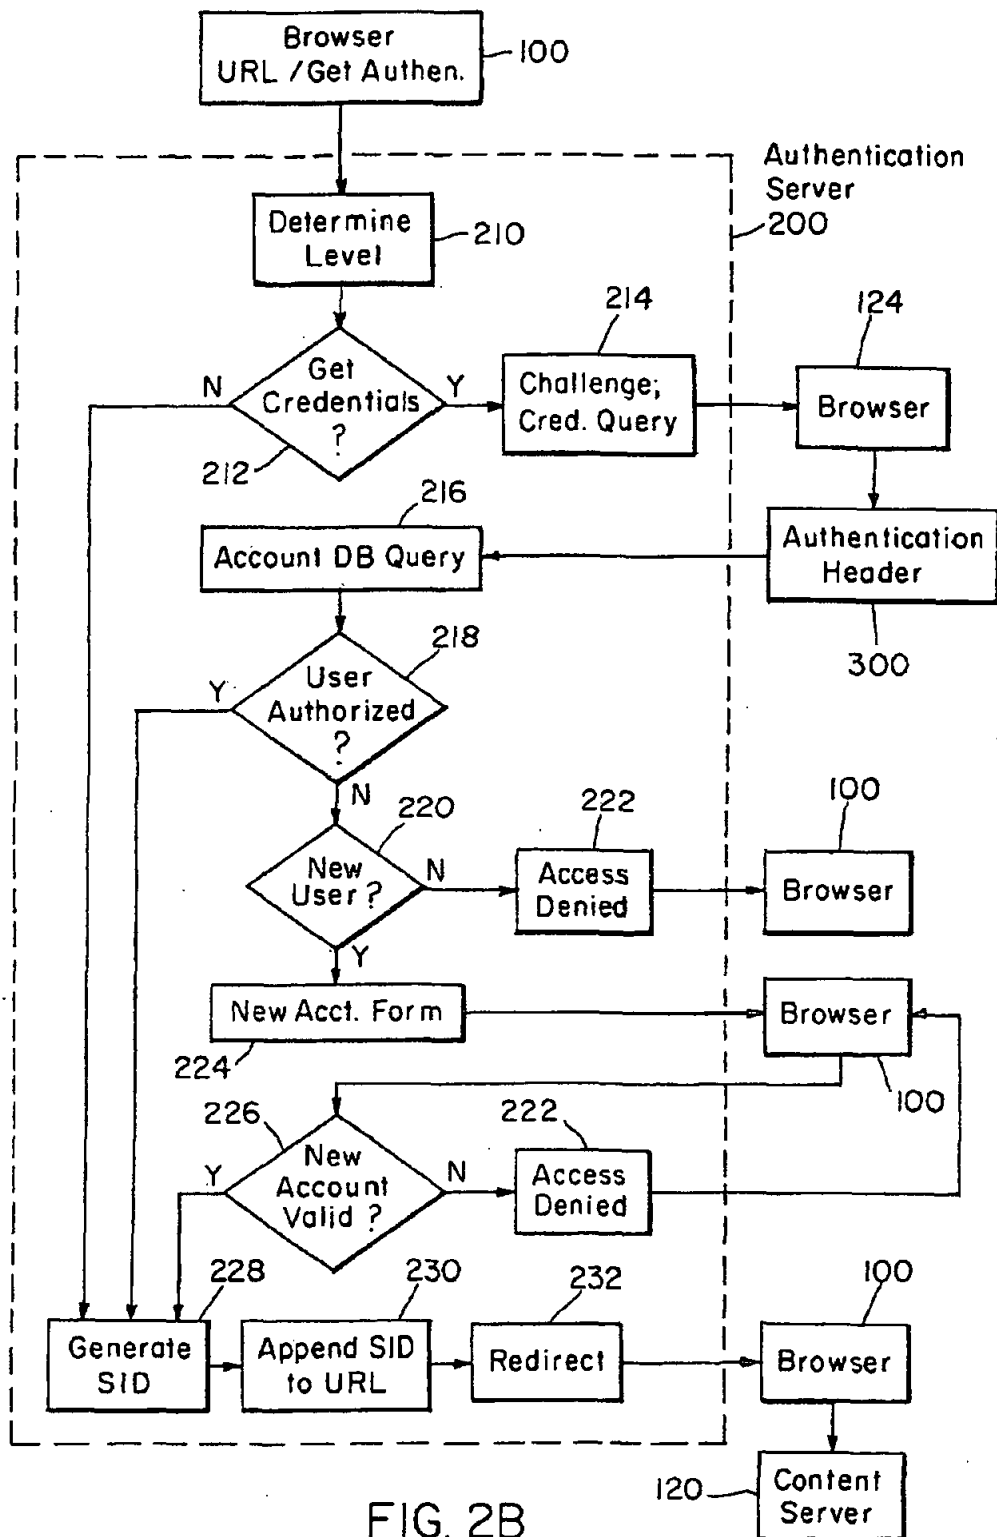 Browser
URL / Get Authen.
100
Authentication
Server
200
Determine
Level
210
214
124
Get
Credentials
?
N
Y
212
Challenge;
Cred. Query
Browser
216
Account DB Query
Authentication
Header
300
218
User
Authorized
?
Y
N
220
222
100
New
User ?
N
Y
Access
Denied
Browser
New Acct. Form
224
Browser
100
226
222
New
Account
Valid ?
Y
N
Access
Denied
228
230
232
100
Generate
SID
Append SID
to URL
Redirect
Browser
120
Content
Server
FIG. 2B